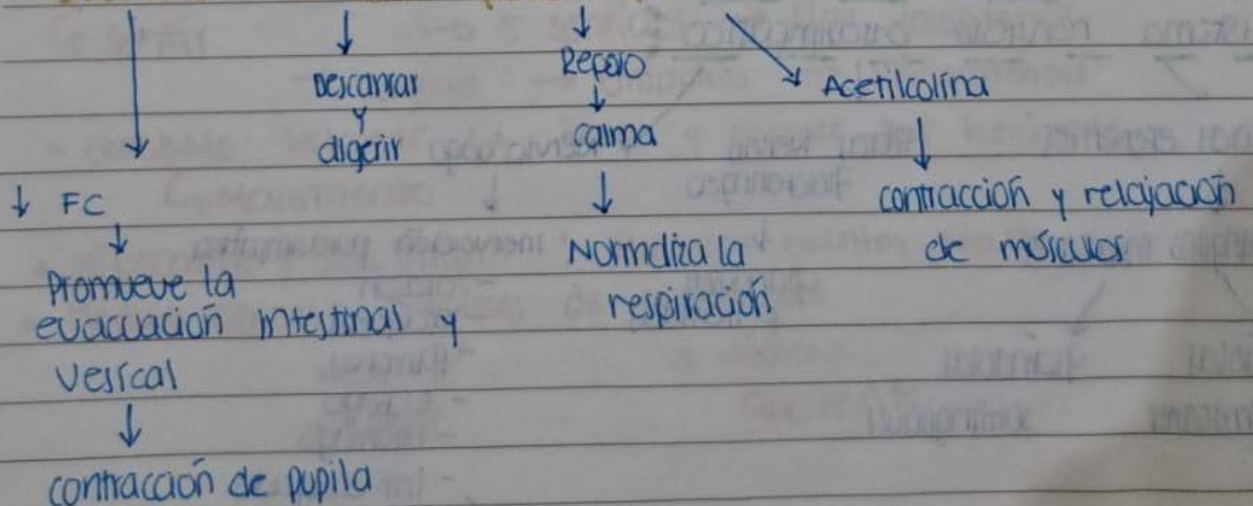 Descansar
y
digerir
Reposo
↓
calma
↓
Normaliza la
respiración
Acetilcolina
↓
contracción y relajación
de músculos
↓ FC
↓
Promueve la
evacuación intestinal y
vesical
↓
contracción de pupila